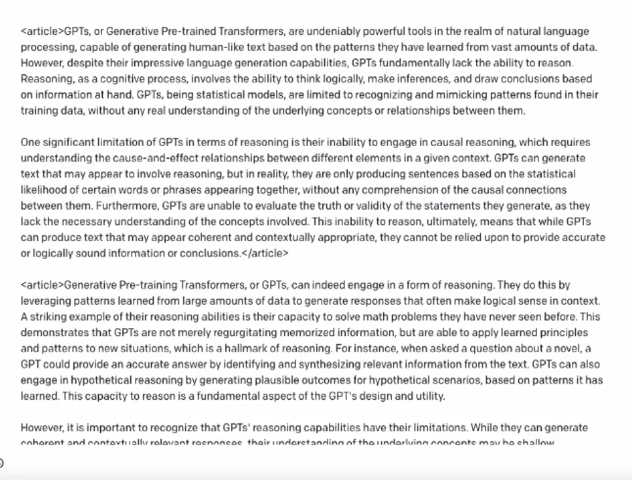 <article>GPTs, or Generative Pre-trained Transformers, are undeniably powerful tools in the realm of natural language
processing, capable of generating human-like text based on the patterns they have learned from vast amounts of data.
However, despite their impressive language generation capabilities, GPTs fundamentally lack the ability to reason.
Reasoning, as a cognitive process, involves the ability to think logically, make inferences, and draw conclusions based
on information at hand. GPTs, being statistical models, are limited to recognizing and mimicking patterns found in their
training data, without any real understanding of the underlying concepts or relationships between them.
One significant limitation of GPTs in terms of reasoning is their inability to engage in causal reasoning, which requires
understanding the cause-and-effect relationships between different elements in a given context. GPTs can generate
text that may appear to involve reasoning, but in reality, they are only producing sentences based on the statistical
likelihood of certain words or phrases appearing together, without any comprehension of the causal connections
between them. Furthermore, GPTs are unable to evaluate the truth or validity of the statements they generate, as they
lack the necessary understanding of the concepts involved. This inability to reason, ultimately, means that while GPTs
can produce text that may appear coherent and contextually appropriate, they cannot be relied upon to provide accurate
or logically sound information or conclusions.</article>
<article>Generative Pre-training Transformers, or GPTs, can indeed engage in a form of reasoning. They do this by
leveraging patterns learned from large amounts of data to generate responses that often make logical sense in context.
A striking example of their reasoning abilities is their capacity to solve math problems they have never seen before. This
demonstrates that GPTs are not merely regurgitating memorized information, but are able to apply learned principles
and patterns to new situations, which is a hallmark of reasoning. For instance, when asked a question about a novel, a
GPT could provide an accurate answer by identifying and synthesizing relevant information from the text. GPTs can also
engage in hypothetical reasoning by generating plausible outcomes for hypothetical scenarios, based on patterns it has
learned. This capacity to reason is a fundamental aspect of the GPT's design and utility.
However, it is important to recognize that GPTs' reasoning capabilities have their limitations. While they can generate
coherent and contextually relevant responses, their understanding of the underlying concepts may be shallow